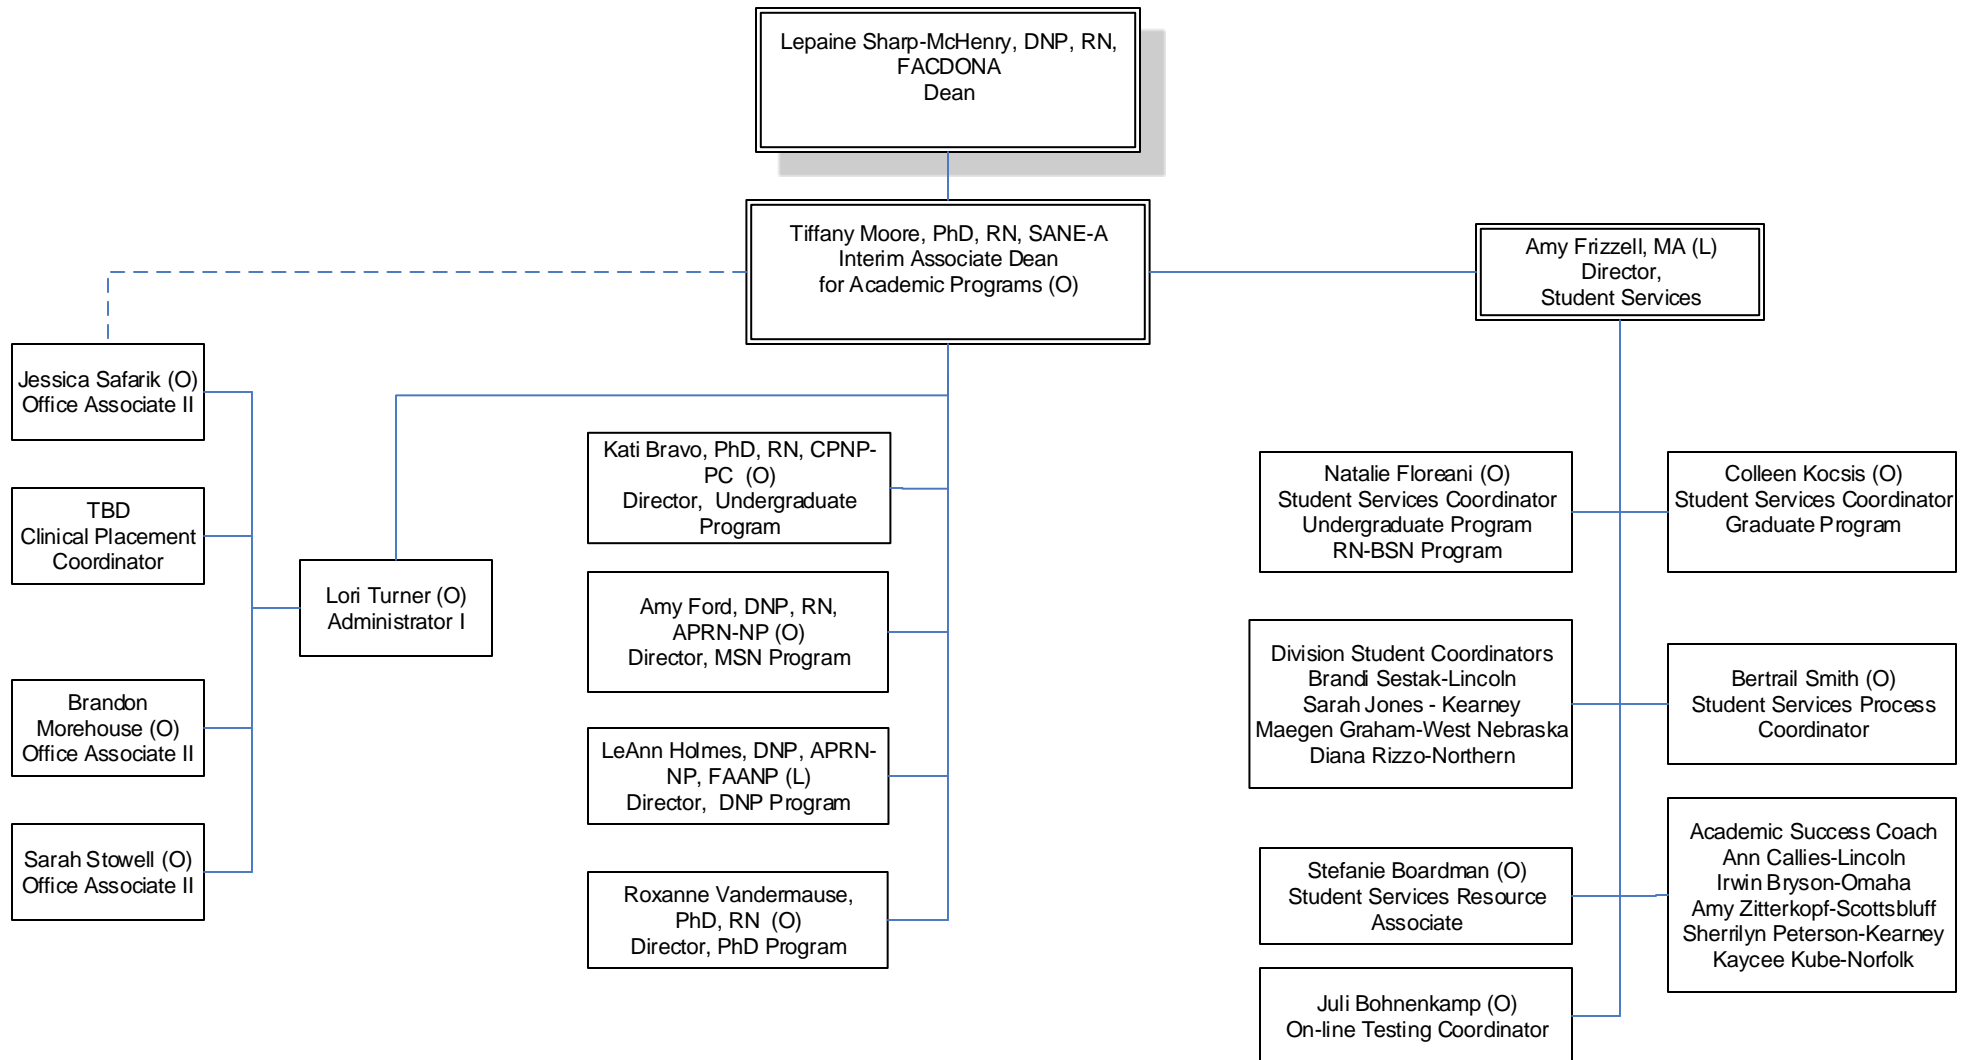 Lepaine Sharp-McHenry, DNP, RN,
FACDONA
Dean
Tiffany Moore, PhD, RN, SANE-A
Interim Associate Dean
for Academic Programs (O)
Amy Frizzell, MA (L)
Director,
Student Services
Jessica Safarik (O)
Office Associate II
TBD
Clinical Placement
Coordinator
Lori Turner (O)
Administrator I
Brandon
Morehouse (O)
Office Associate II
Sarah Stowell (O)
Office Associate II
Kati Bravo, PhD, RN, CPNP-
PC (O)
Director, Undergraduate
Program
Amy Ford, DNP, RN,
APRN-NP (O)
Director, MSN Program
LeAnn Holmes, DNP, APRN-
NP, FAANP (L)
Director, DNP Program
Roxanne Vandermause,
PhD, RN (O)
Director, PhD Program
Natalie Floreani (O)
Student Services Coordinator
Undergraduate Program
RN-BSN Program
Colleen Kocsis (O)
Student Services Coordinator
Graduate Program
Division Student Coordinators
Brandi Sestak-Lincoln
Sarah Jones - Kearney
Maegen Graham-West Nebraska
Diana Rizzo-Northern
Bertrail Smith (O)
Student Services Process
Coordinator
Stefanie Boardman (O)
Student Services Resource
Associate
Academic Success Coach
Ann Callies-Lincoln
Irwin Bryson-Omaha
Amy Zitterkopf-Scottsbluff
Sherrilyn Peterson-Kearney
Kaycee Kube-Norfolk
Juli Bohnenkamp (O)
On-line Testing Coordinator